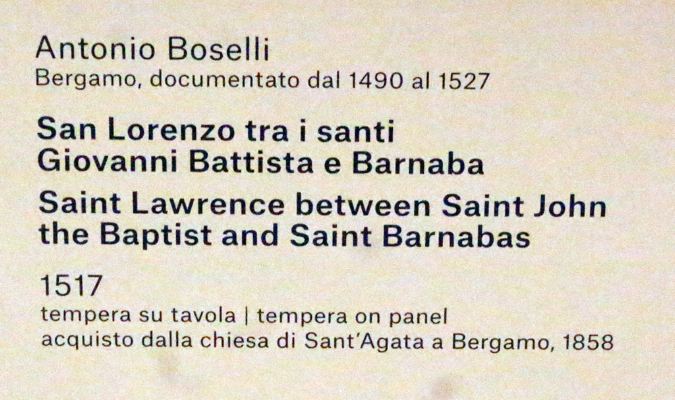 Antonio Boselli
Bergamo, documentato dal 1490 al 1527
San Lorenzo tra i santi
Giovanni Battista e Barnaba
Saint Lawrence between Saint John
the Baptist and Saint Barnabas
1517
tempera su tavola | tempera on panel
acquisto dalla chiesa di Sant'Agata a Bergamo, 1858